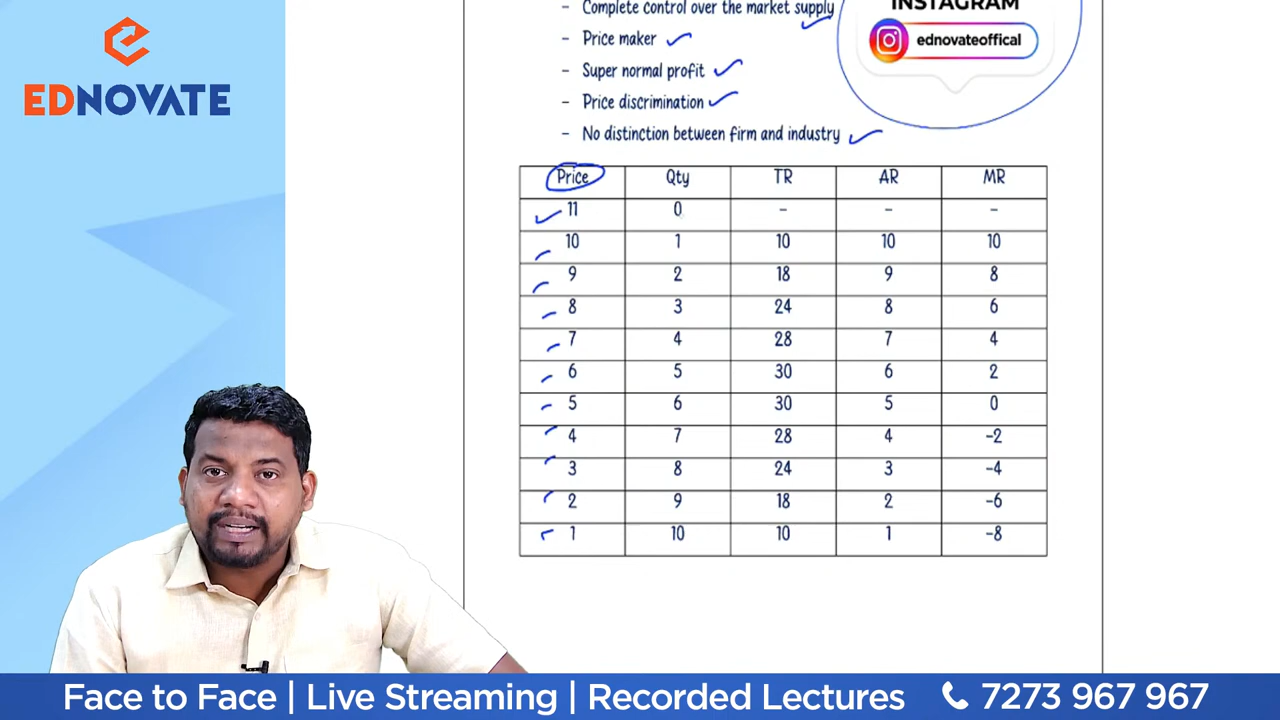 EDNOVATE
- Complete control over the market supply
- Price maker
- Super normal profit
- Price discrimination
- No distinction between firm and industry
INSTAGRAM
ednovateoffical
Price Qty TR AR MR
11 0 - - -
10 1 10 10 10
9 2 18 9 8
8 3 24 8 6
7 4 28 7 4
6 5 30 6 2
5 6 30 5 0
4 7 28 4 -2
3 8 24 3 -4
2 9 18 2 -6
1 10 10 1 -8
Face to Face | Live Streaming | Recorded Lectures 7273 967 967